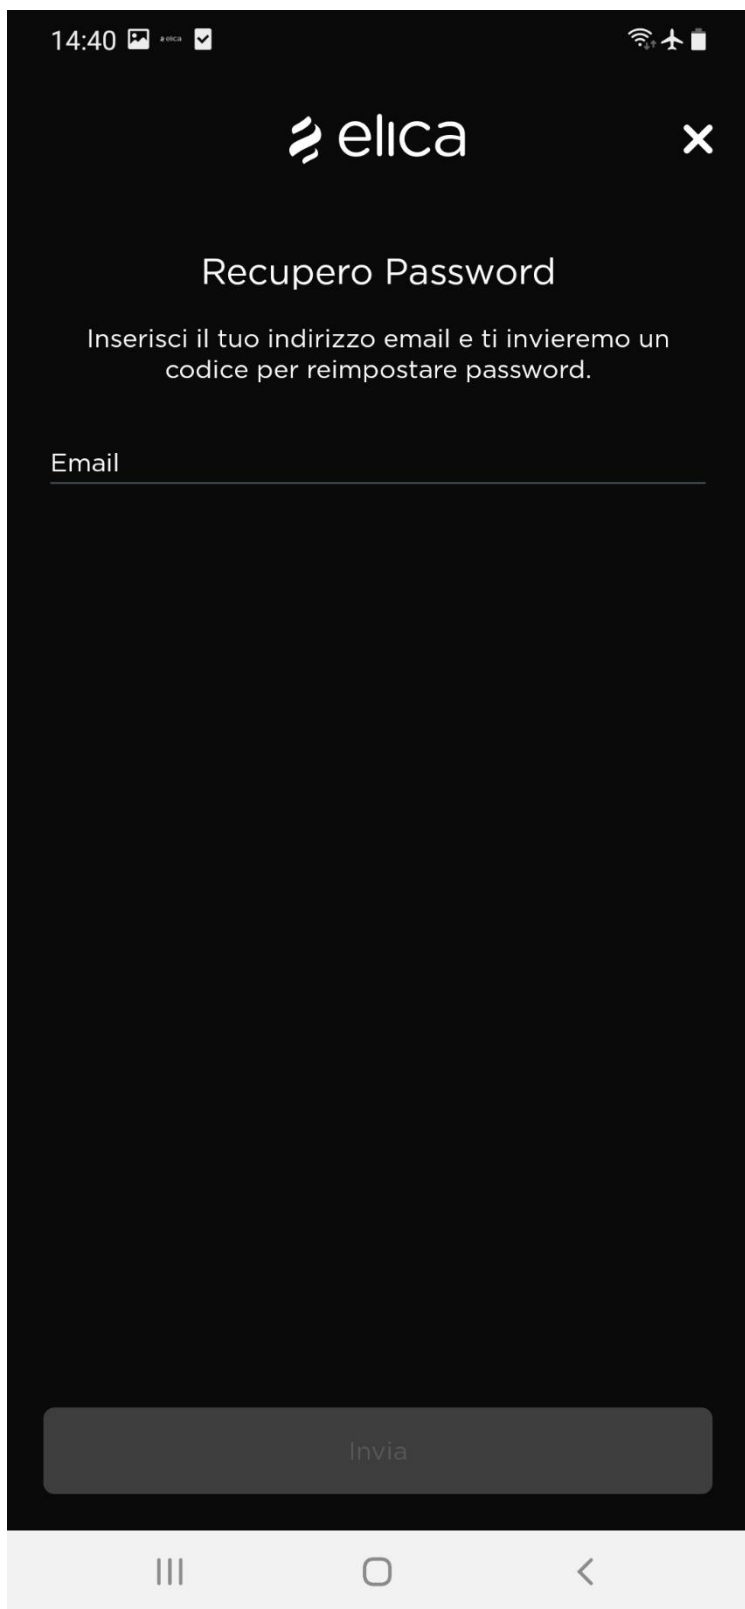 14:40
elica
Recupero Password
Inserisci il tuo indirizzo email e ti invieremo un
codice per reimpostare password.
Email
Invia